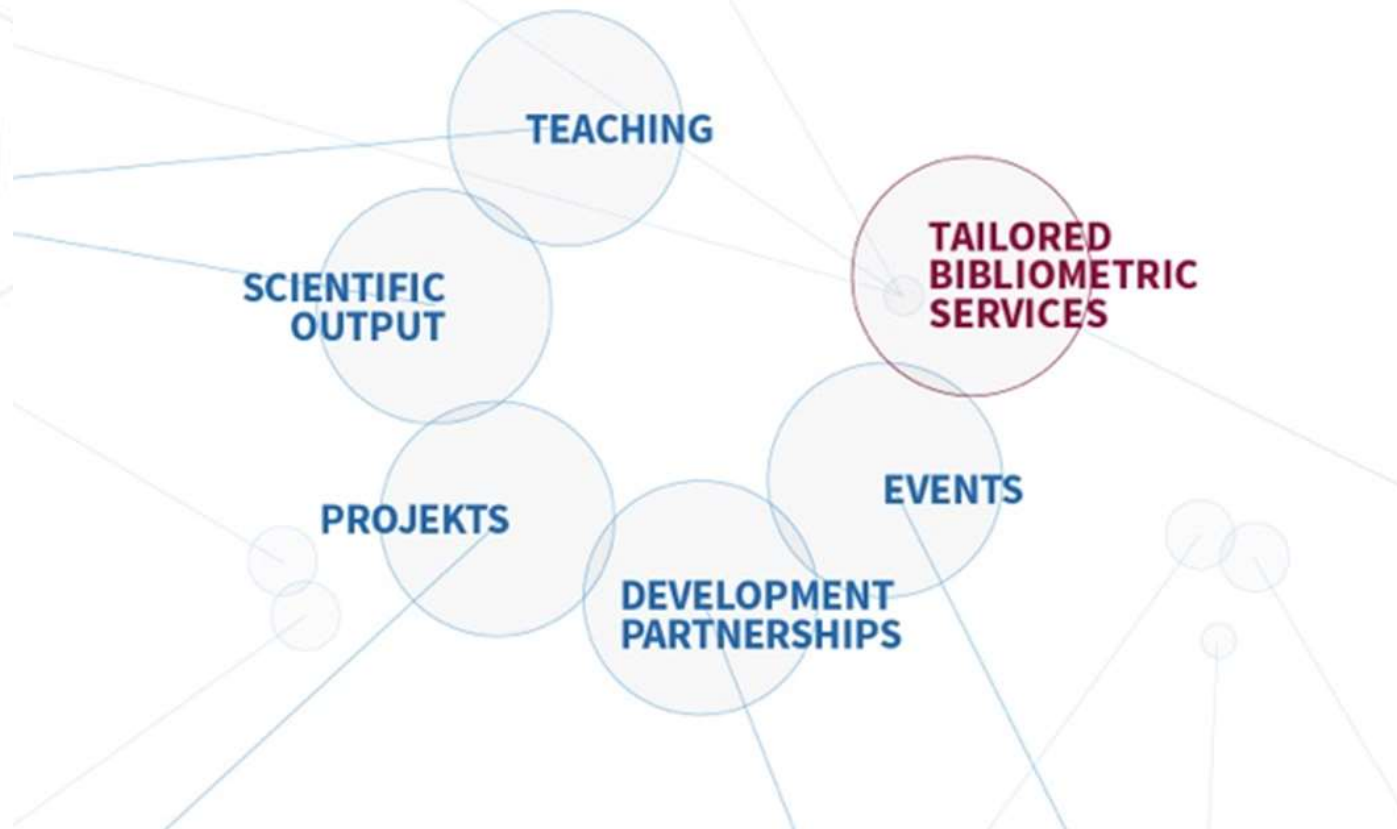 TEACHING
TAILORED
BIBLIOMETRIC
SERVICES
SCIENTIFIC
OUTPUT
EVENTS
PROJEKTS
DEVELOPMENT
PARTNERSHIPS